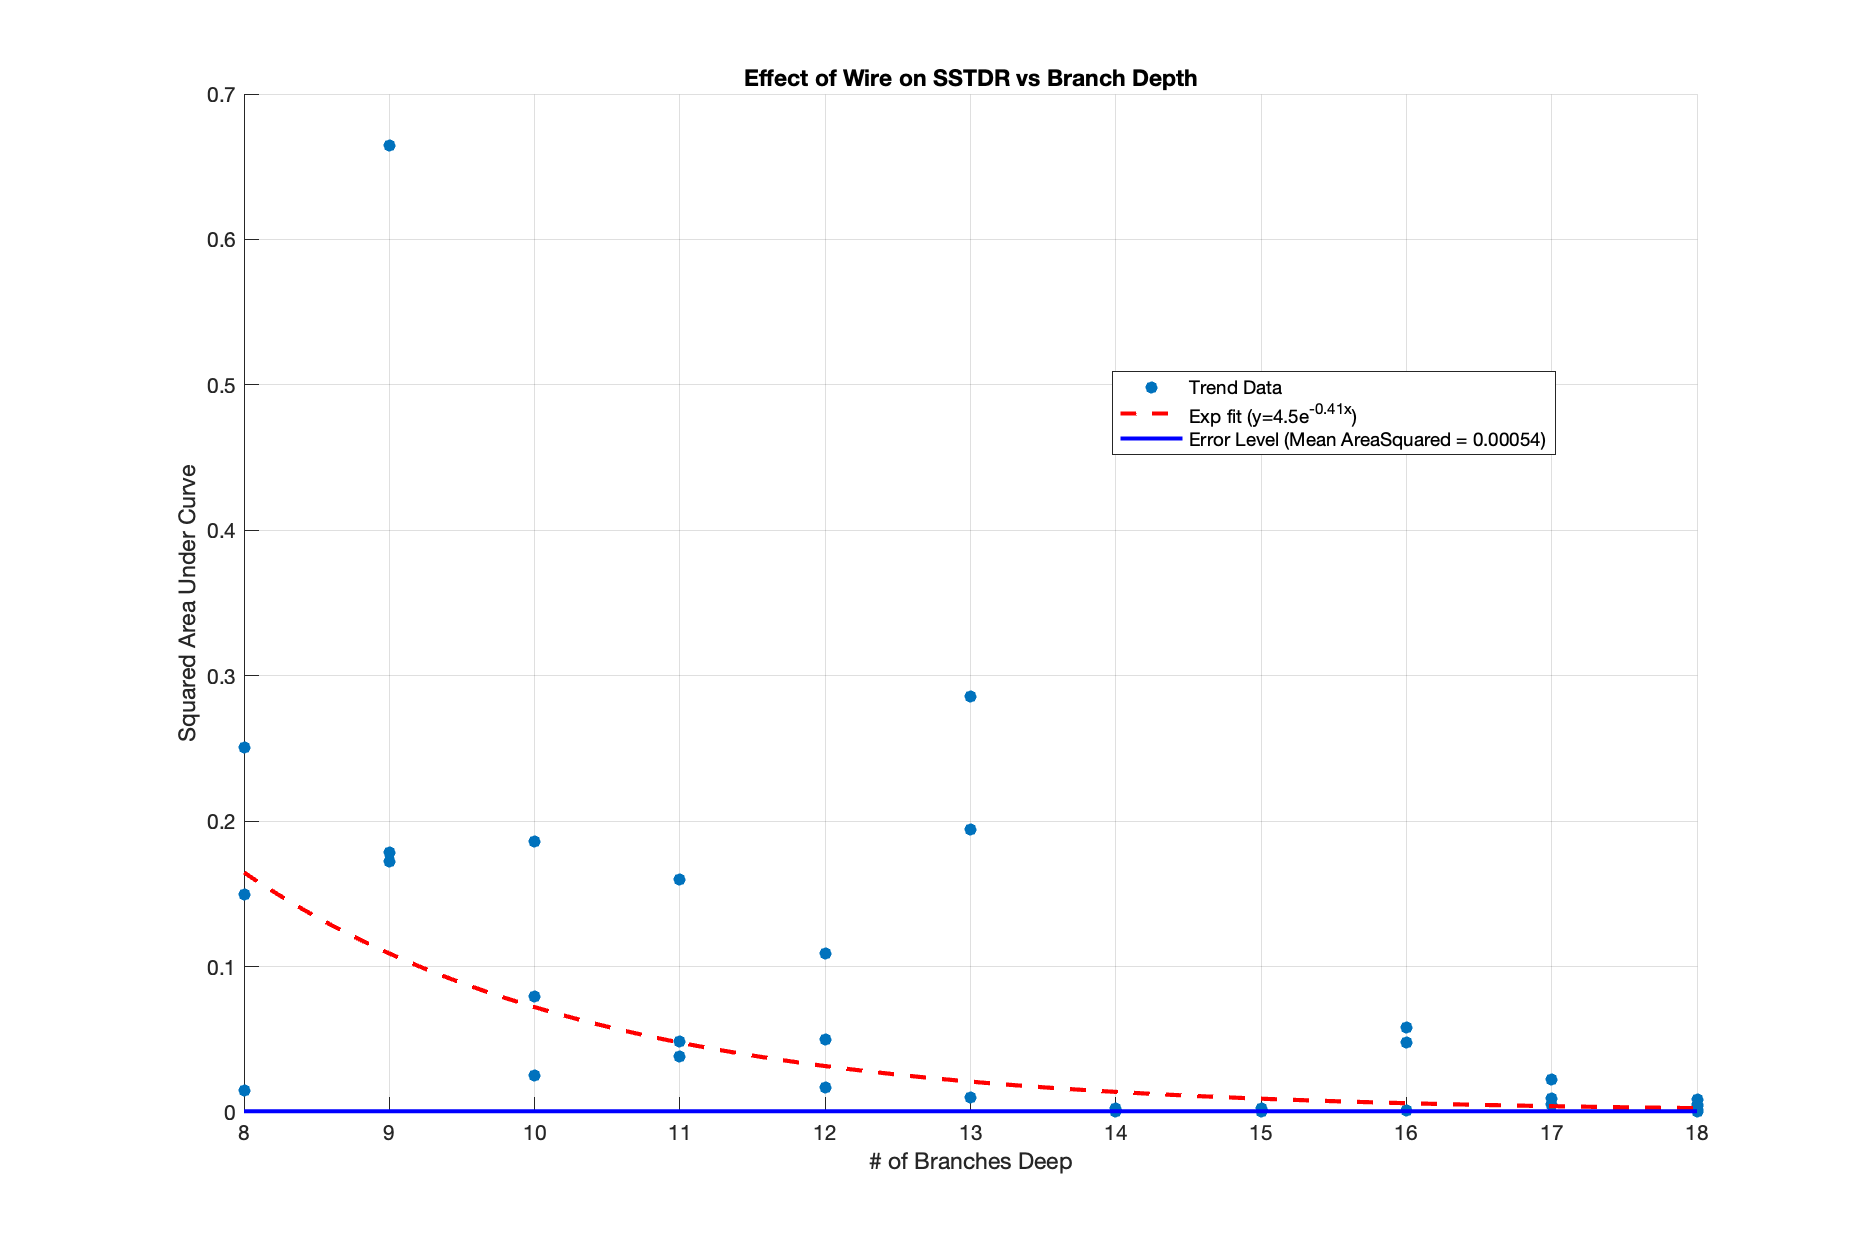 Effect of Wire on SSTDR vs Branch Depth
0.7
0.6
0.5
0.4
0.3
0.2
0.1
0
Squared Area Under Curve
Trend Data
Exp fit (y=4.5e-0.41x)
Error Level (Mean AreaSquared = 0.00054)
8 9 10 11 12 13 14 15 16 17 18
# of Branches Deep